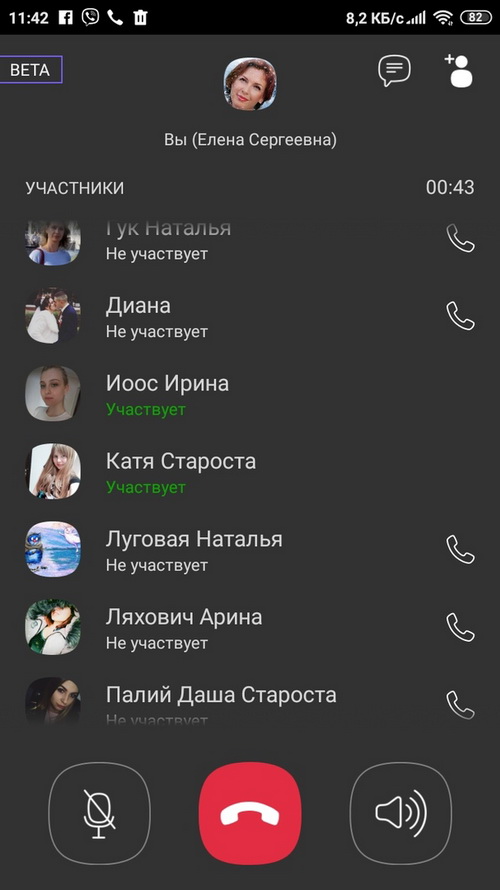 11:42
8,2 КБ/с
82
BETA
Вы (Елена Сергеевна)
УЧАСТНИКИ
00:43
Гук Наталья
Не участвует
Диана
Не участвует
Иоос Ирина
Участвует
Катя Староста
Участвует
Луговая Наталья
Не участвует
Ляхович Арина
Не участвует
Палий Даша Староста
Не участвует